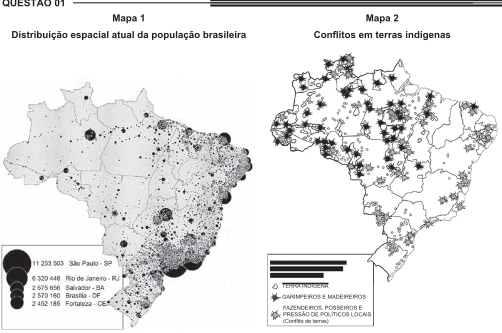 QUESTÃO 01
Mapa 1
Distribuição espacial atual da população brasileira
11 253 503 São Paulo - SP
6 320 446 Rio de Janeiro - RJ
2 675 656 Salvador - BA
2 570 160 Brasília - DF
2 452 185 Fortaleza - CE
Mapa 2
Conflitos em terras indígenas
TERRA INDÍGENA
GARIMPEIROS E MADEIREIROS
FAZENDEIROS, POSSEIROS E
PRESSÃO DE POLÍTICOS LOCAIS
(Conflito de terras)